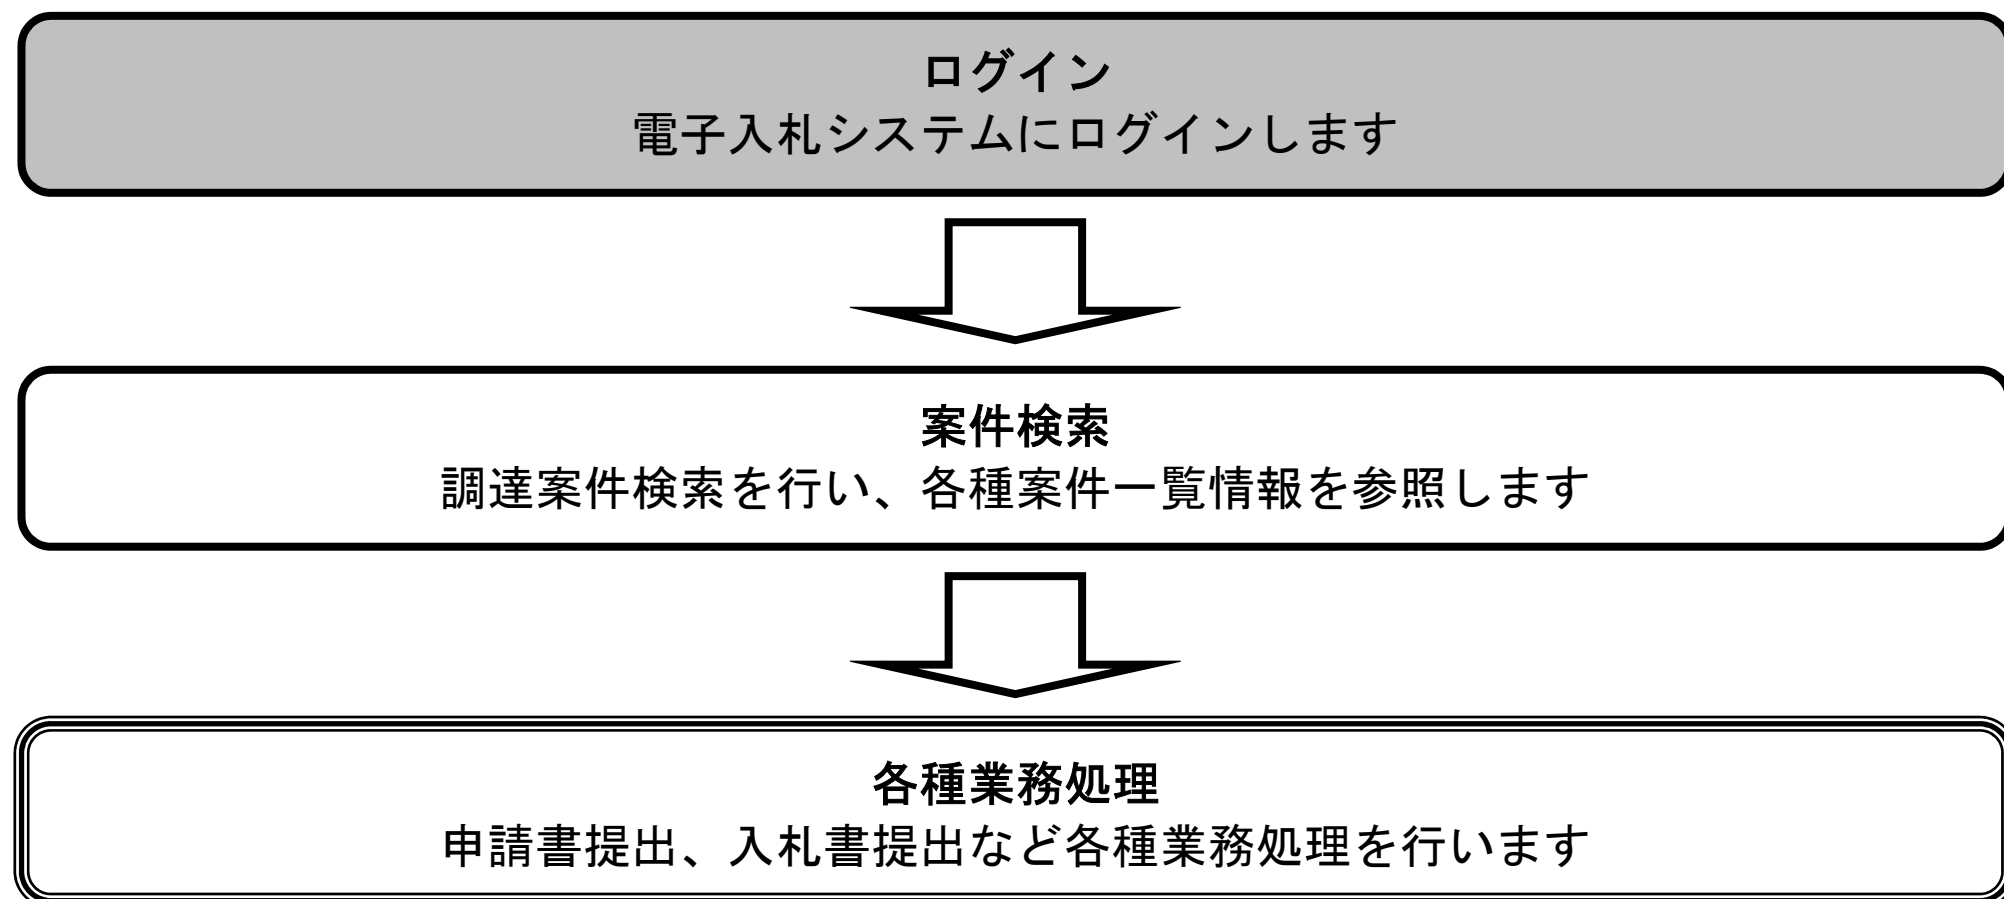 ログイン
電子入札システムにログインします
案件検索
調達案件検索を行い、各種案件一覧情報を参照します
各種業務処理
申請書提出、入札書提出など各種業務処理を行います